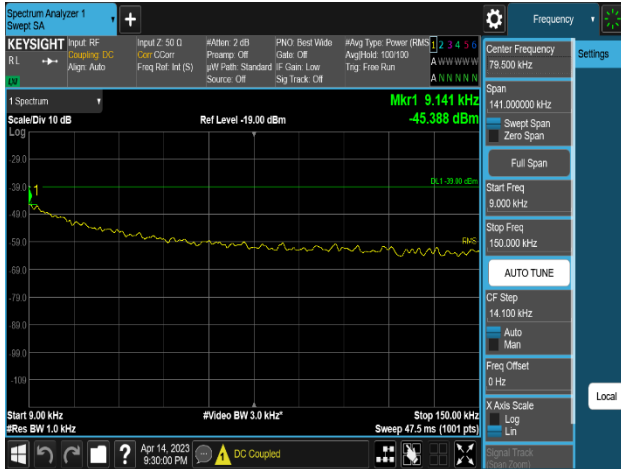 Spectrum Analyzer 1
Swept SA
Frequency
KEYSIGHT
RL
LV
Input: RF
Coupling: DC
Align: Auto
Input Z: 50 Ω
Corr CCorr
Freq Ref: Int (S)
#Atten: 2 dB
Preamp: Off
µW Path: Standard
Source: Off
PNO: Best Wide
Gate: Off
IF Gain: Low
Sig Track: Off
#Avg Type: Power (RMS
Avg|Hold: 100/100
Trig: Free Run
1 2 3 4 5 6
A W W W W W
A N N N N N
1 Spectrum
Scale/Div 10 dB
Log
Ref Level -19.00 dBm
Mkr1 9.141 kHz
-45.388 dBm
-29.0
-39.0
-49.0
-59.0
-69.0
-79.0
-89.0
-99.0
-109
1
DL1 -39.00 dBm
RMS
Start 9.00 kHz
#Res BW 1.0 kHz
#Video BW 3.0 kHz*
Stop 150.00 kHz
Sweep 47.5 ms (1001 pts)
?
Apr 14, 2023
9:30:00 PM
DC Coupled
Center Frequency
79.500 kHz
Span
141.000000 kHz
Swept Span
Zero Span
Full Span
Start Freq
9.000 kHz
Stop Freq
150.000 kHz
AUTO TUNE
CF Step
14.100 kHz
Auto
Man
Freq Offset
0 Hz
X Axis Scale
Log
Lin
Signal Track
(Span Zoom)
Settings
Local